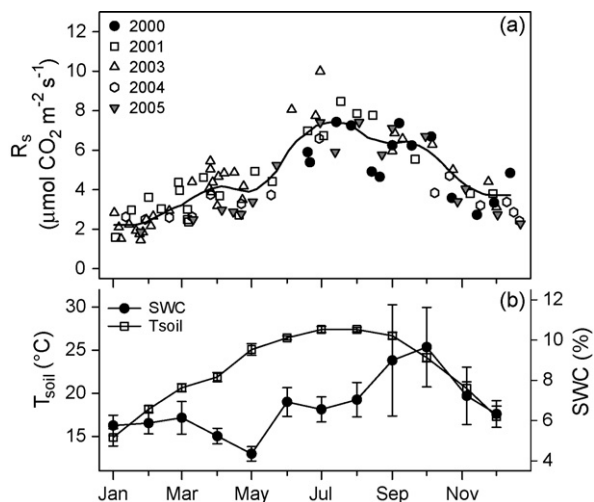 (a)
2000
2001
2003
2004
2005
12
10
8
6
4
2
0
Rs
(μmol CO2 m-2 s-1)
(b)
SWC
Tsoil
30
25
20
15
Tsoil (°C)
12
10
8
6
4
SWC (%)
Jan Mar May Jul Sep Nov